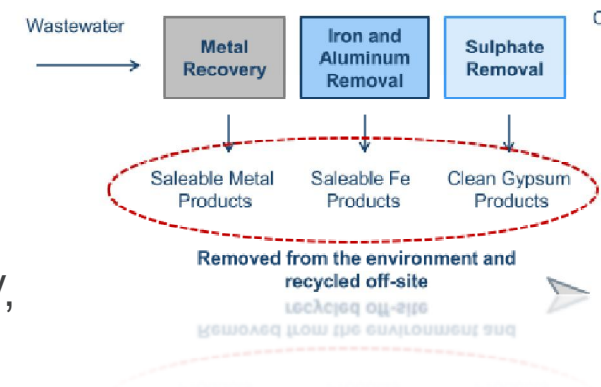 Wastewater
Metal
Recovery
Iron and
Aluminum
Removal
Sulphate
Removal
Saleable Metal
Products
Saleable Fe
Products
Clean Gypsum
Products
Removed from the environment and
recycled off-site